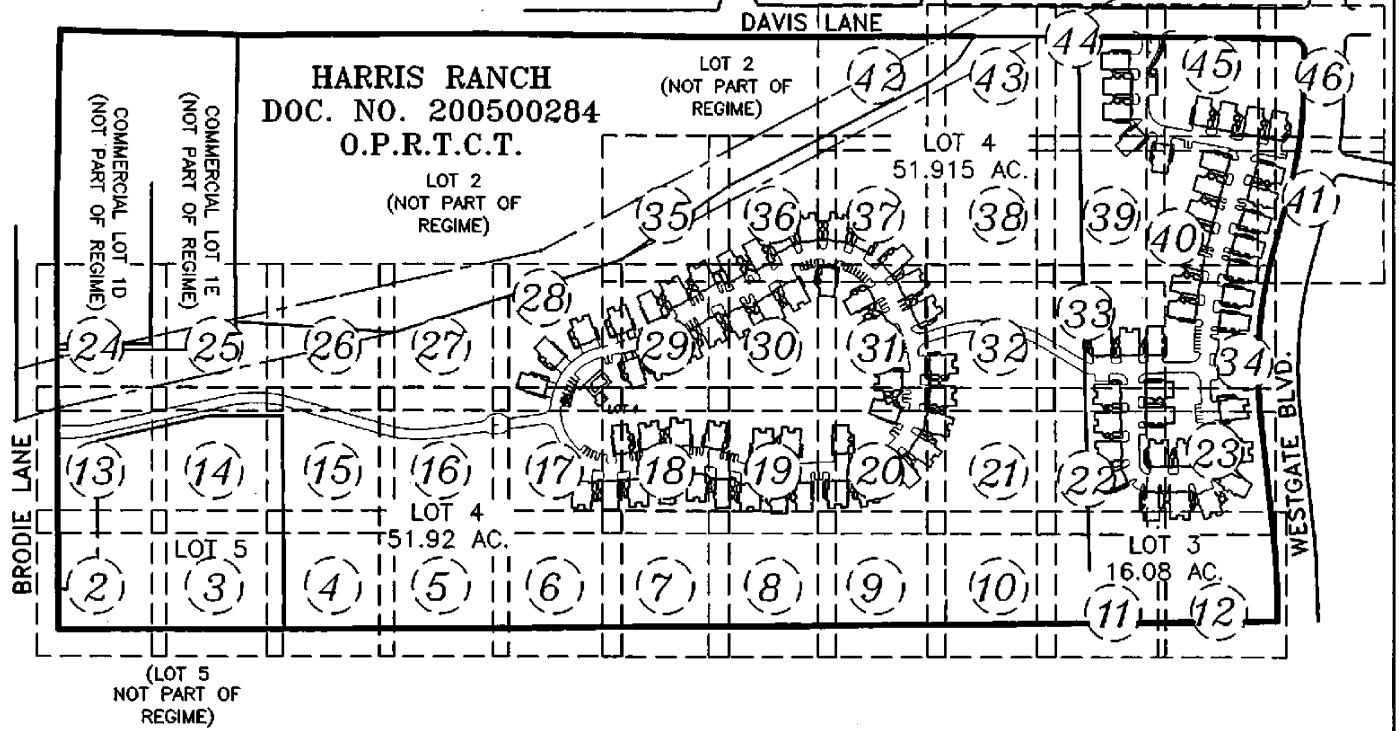 DAVIS LANE
HARRIS RANCH
DOC. NO. 200500284
O.P.R.T.C.T.
LOT 2
(NOT PART OF
REGIME)
LOT 2
(NOT PART OF
REGIME)
COMMERCIAL LOT 1D
(NOT PART OF REGIME)
COMMERCIAL LOT 1E
(NOT PART OF REGIME)
42
43
44
45
46
LOT 4
51.915 AC.
35
36
37
38
39
40
41
24
25
26
27
28
29
30
31
32
33
34
13
14
15
16
17
18
19
20
21
22
23
LOT 4
51.92 AC.
LOT 5
LOT 3
16.08 AC.
2
3
4
5
6
7
8
9
10
11
12
BRODIE LANE
WESTGATE BLVD.
(LOT 5
NOT PART OF
REGIME)